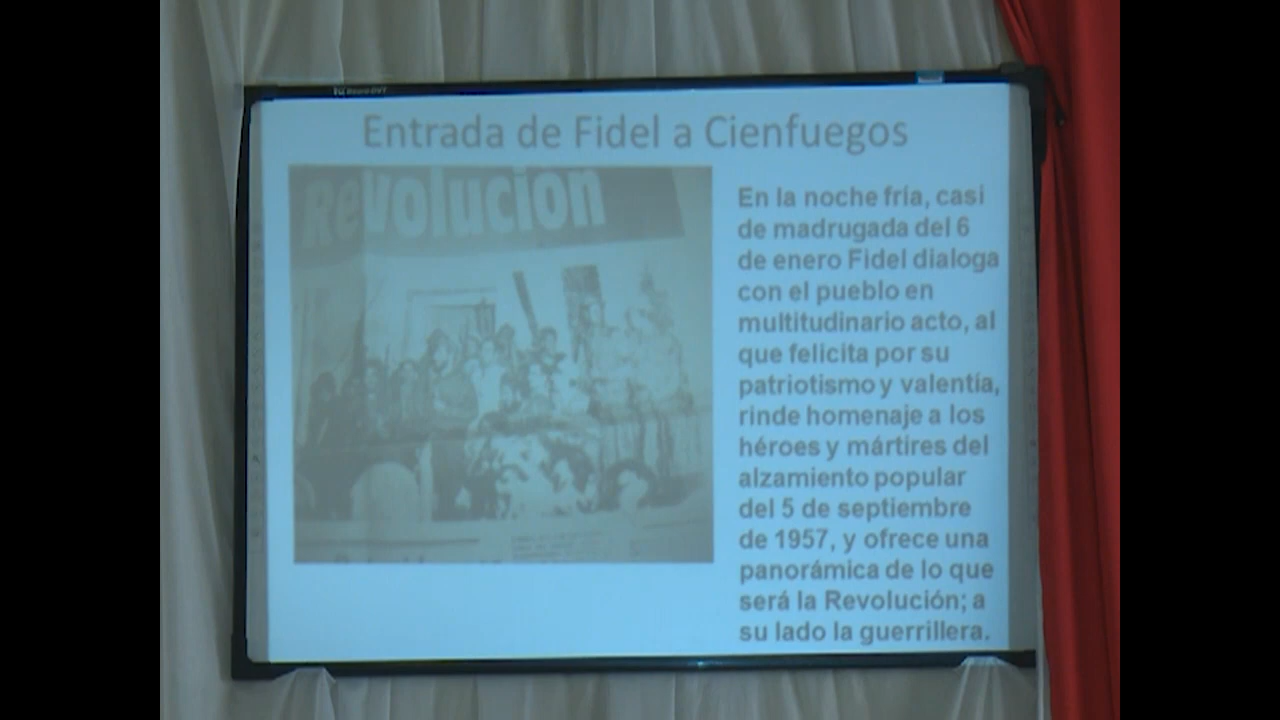 Entrada de Fidel a Cienfuegos
Revolucion
En la noche fría, casi
de madrugada del 6
de enero Fidel dialoga
con el pueblo en
multitudinario acto, al
que felicita por su
patriotismo y valentía,
rinde homenaje a los
héroes y mártires del
alzamiento popular
del 5 de septiembre
de 1957, y ofrece una
panorámica de lo que
será la Revolución; a
su lado la guerrillera.